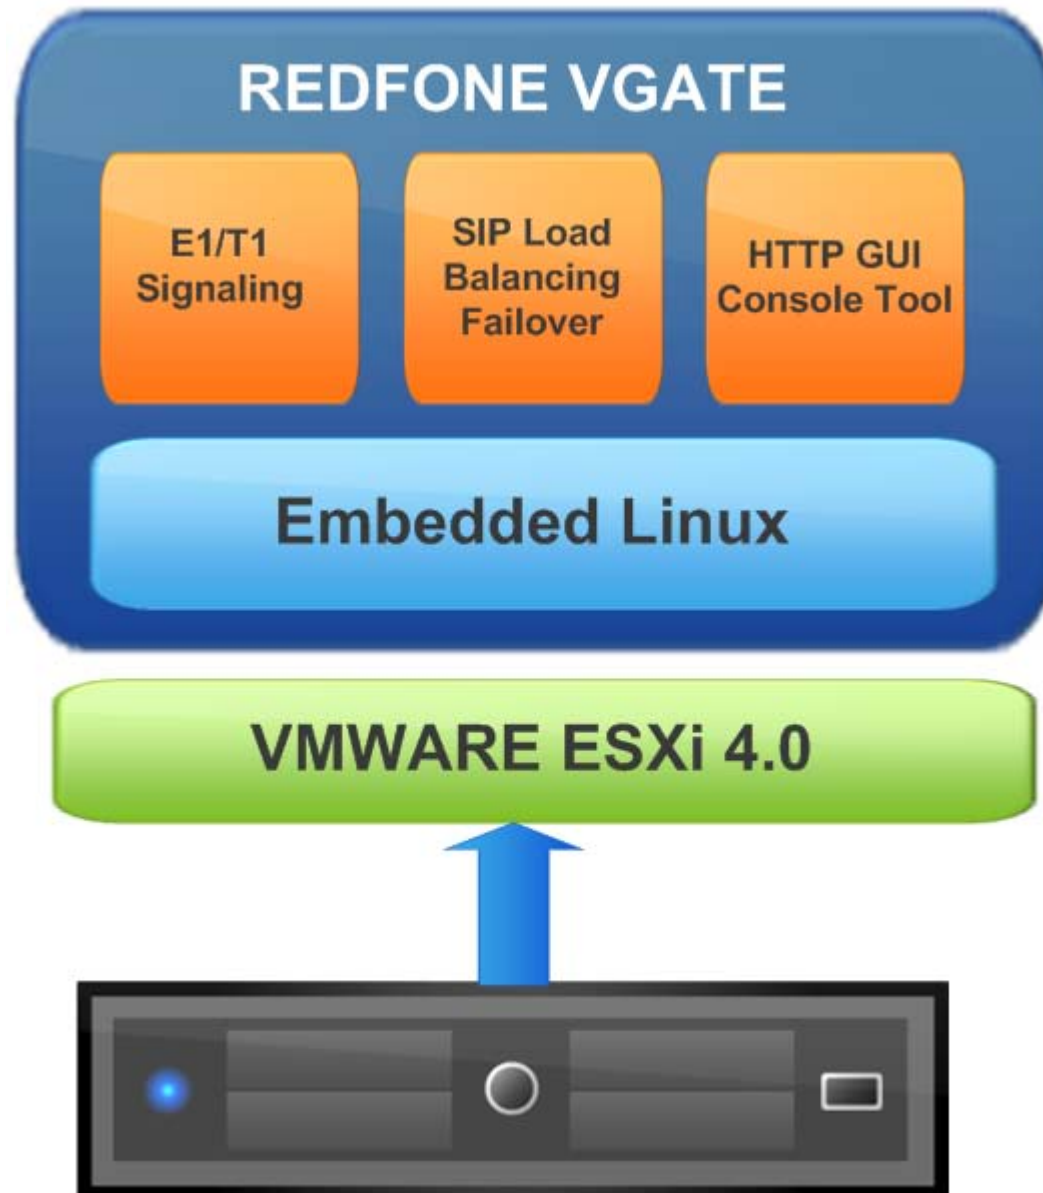 REDFONE VGATE
E1/T1
Signaling
SIP Load
Balancing
Failover
HTTP GUI
Console Tool
Embedded Linux
VMWARE ESXi 4.0